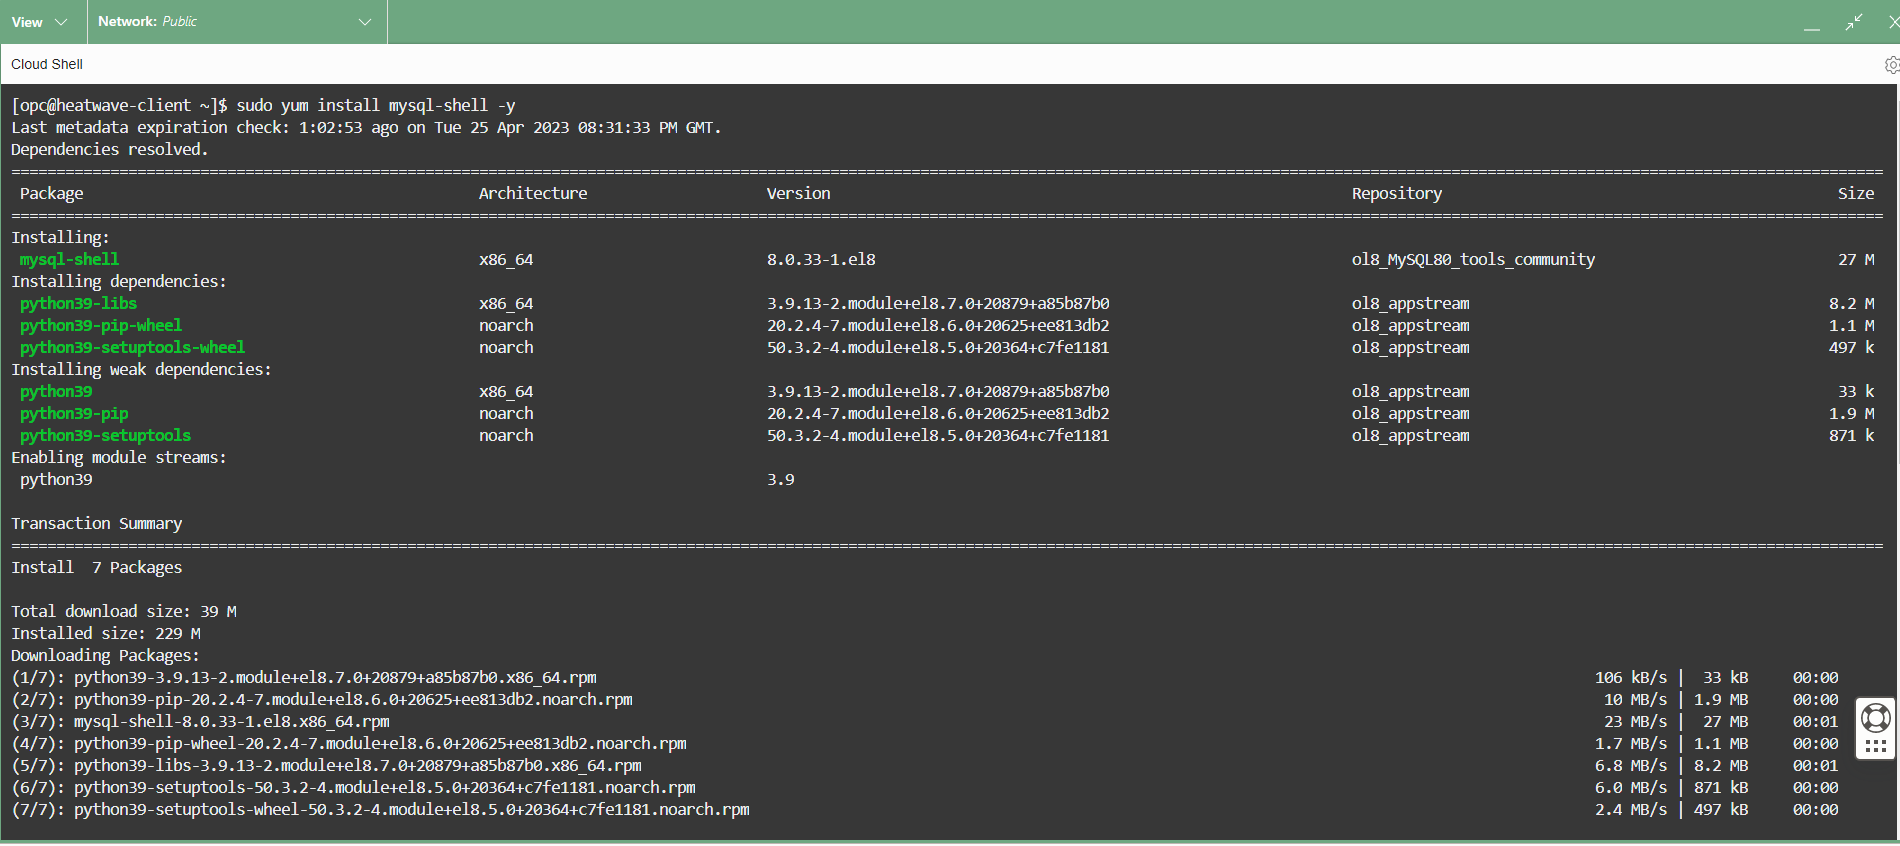 View Network: Public
Cloud Shell
[opc@heatwave-client ~]$ sudo yum install mysql-shell -y
Last metadata expiration check: 1:02:53 ago on Tue 25 Apr 2023 08:31:33 PM GMT.
Dependencies resolved.
Package Architecture Version Repository Size
Installing:
mysql-shell x86_64 8.0.33-1.el8 ol8_MySQL80_tools_community 27 M
Installing dependencies:
python39-libs x86_64 3.9.13-2.module+el8.7.0+20879+a85b87b0 ol8_appstream 8.2 M
python39-pip-wheel noarch 20.2.4-7.module+el8.6.0+20625+ee813db2 ol8_appstream 1.1 M
python39-setuptools-wheel noarch 50.3.2-4.module+el8.5.0+20364+c7fe1181 ol8_appstream 497 k
Installing weak dependencies:
python39 x86_64 3.9.13-2.module+el8.7.0+20879+a85b87b0 ol8_appstream 33 k
python39-pip noarch 20.2.4-7.module+el8.6.0+20625+ee813db2 ol8_appstream 1.9 M
python39-setuptools noarch 50.3.2-4.module+el8.5.0+20364+c7fe1181 ol8_appstream 871 k
Enabling module streams:
python39 3.9
Transaction Summary
Install 7 Packages
Total download size: 39 M
Installed size: 229 M
Downloading Packages:
(1/7): python39-3.9.13-2.module+el8.7.0+20879+a85b87b0.x86_64.rpm 106 kB/s | 33 kB 00:00
(2/7): python39-pip-20.2.4-7.module+el8.6.0+20625+ee813db2.noarch.rpm 10 MB/s | 1.9 MB 00:00
(3/7): mysql-shell-8.0.33-1.el8.x86_64.rpm 23 MB/s | 27 MB 00:01
(4/7): python39-pip-wheel-20.2.4-7.module+el8.6.0+20625+ee813db2.noarch.rpm 1.7 MB/s | 1.1 MB 00:00
(5/7): python39-libs-3.9.13-2.module+el8.7.0+20879+a85b87b0.x86_64.rpm 6.8 MB/s | 8.2 MB 00:01
(6/7): python39-setuptools-50.3.2-4.module+el8.5.0+20364+c7fe1181.noarch.rpm 6.0 MB/s | 871 kB 00:00
(7/7): python39-setuptools-wheel-50.3.2-4.module+el8.5.0+20364+c7fe1181.noarch.rpm 2.4 MB/s | 497 kB 00:00